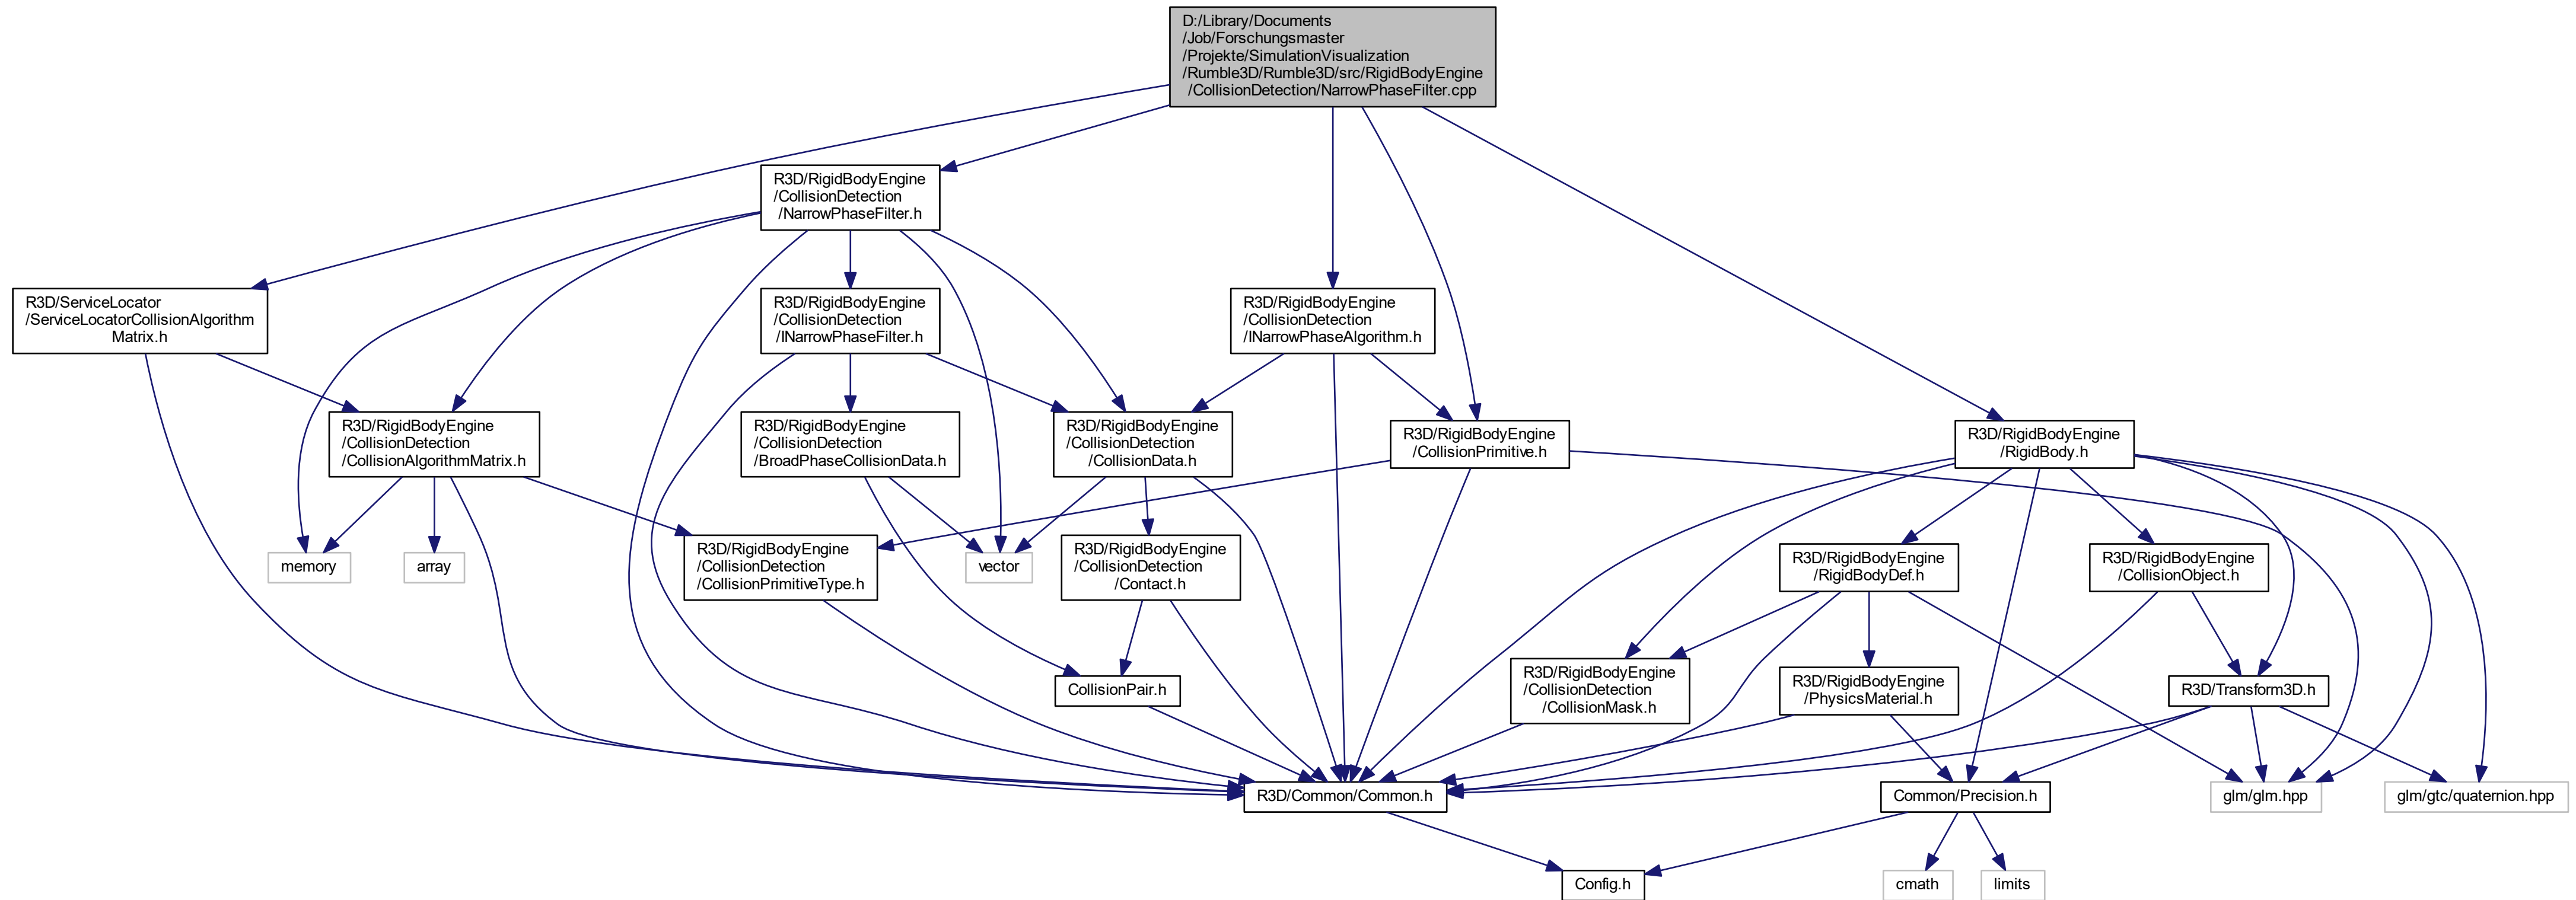 D:/Library/Documents
/Job/Forschungsmaster
/Projekte/SimulationVisualization
/Rumble3D/Rumble3D/src/RigidBodyEngine
/CollisionDetection/NarrowPhaseFilter.cpp
R3D/RigidBodyEngine
/CollisionDetection
/NarrowPhaseFilter.h
R3D/ServiceLocator
/ServiceLocatorCollisionAlgorithm
Matrix.h
R3D/RigidBodyEngine
/CollisionDetection
/INarrowPhaseFilter.h
R3D/RigidBodyEngine
/CollisionDetection
/INarrowPhaseAlgorithm.h
R3D/RigidBodyEngine
/CollisionDetection
/CollisionAlgorithmMatrix.h
R3D/RigidBodyEngine
/CollisionDetection
/BroadPhaseCollisionData.h
R3D/RigidBodyEngine
/CollisionDetection
/CollisionData.h
R3D/RigidBodyEngine
/CollisionPrimitive.h
R3D/RigidBodyEngine
/RigidBody.h
memory
array
R3D/RigidBodyEngine
/CollisionDetection
/CollisionPrimitiveType.h
vector
R3D/RigidBodyEngine
/CollisionDetection
/Contact.h
R3D/RigidBodyEngine
/RigidBodyDef.h
R3D/RigidBodyEngine
/CollisionObject.h
CollisionPair.h
R3D/RigidBodyEngine
/CollisionDetection
/CollisionMask.h
R3D/RigidBodyEngine
/PhysicsMaterial.h
R3D/Transform3D.h
R3D/Common/Common.h
Common/Precision.h
glm/glm.hpp
glm/gtc/quaternion.hpp
Config.h
cmath
limits